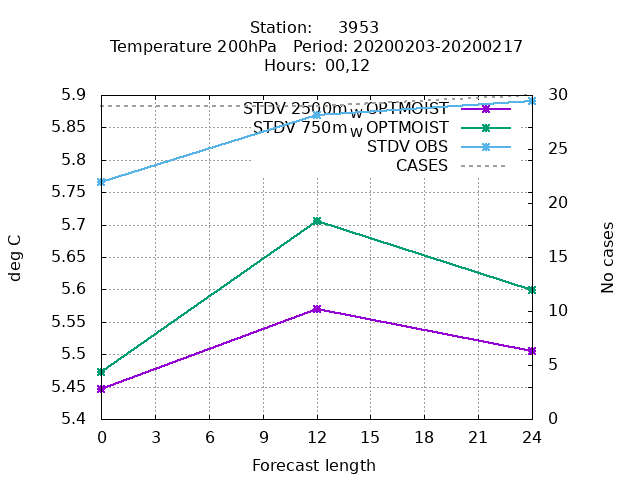 Station: 3953
Temperature 200hPa Period: 20200203-20200217
Hours: 00,12
5.9
5.85
5.8
5.75
5.7
5.65
5.6
5.55
5.5
5.45
5.4
deg C
STDV 2500m_W OPTMOIST
STDV 750m_W OPTMOIST
STDV OBS
CASES
30
25
20
15
10
5
0
No cases
0 3 6 9 12 15 18 21 24
Forecast length